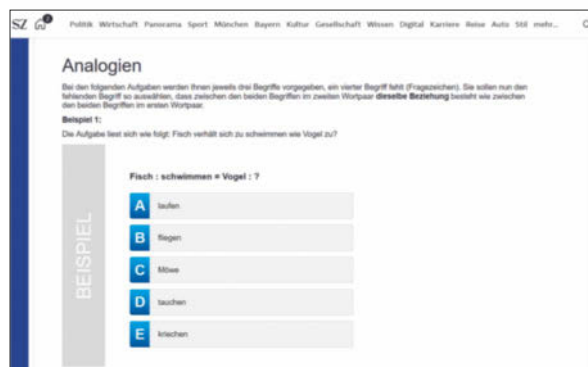 SZ 2 Politik Wirtschaft Panorama Sport München Bayern Kultur Gesellschaft Wissen Digital Karriere Reise Auto Stil mehr...
Analogien
Bei den folgenden Aufgaben werden Ihnen jeweils drei Begriffe vorgegeben, ein vierter Begriff fehlt (Fragezeichen). Sie sollen nun den
fehlenden Begriff so auswählen, dass zwischen den beiden Begriffen im zweiten Wortpaar dieselbe Beziehung besteht wie zwischen
den beiden Begriffen im ersten Wortpaar.
Beispiel 1:
Die Aufgabe liest sich wie folgt: Fisch verhält sich zu schwimmen wie Vogel zu?
BEISPIEL
Fisch : schwimmen = Vogel : ?
A laufen
B fliegen
C Möwe
D tauchen
E kriechen